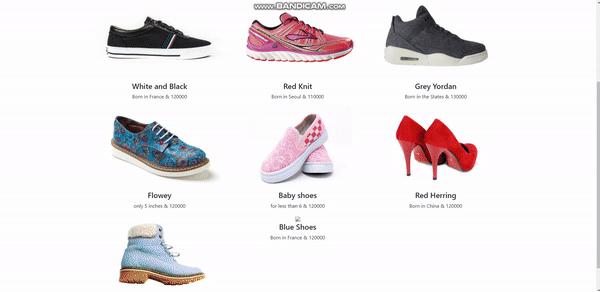 WWW.BANDICAM.COM
White and Black
Born in France & 120000
Red Knit
Born in Seoul & 110000
Grey Yordan
Born in the States & 130000
Flowey
only 5 inches & 120000
Baby shoes
for less than 6 & 120000
Red Herring
Born in China & 120000
Blue Shoes
Born in France & 120000